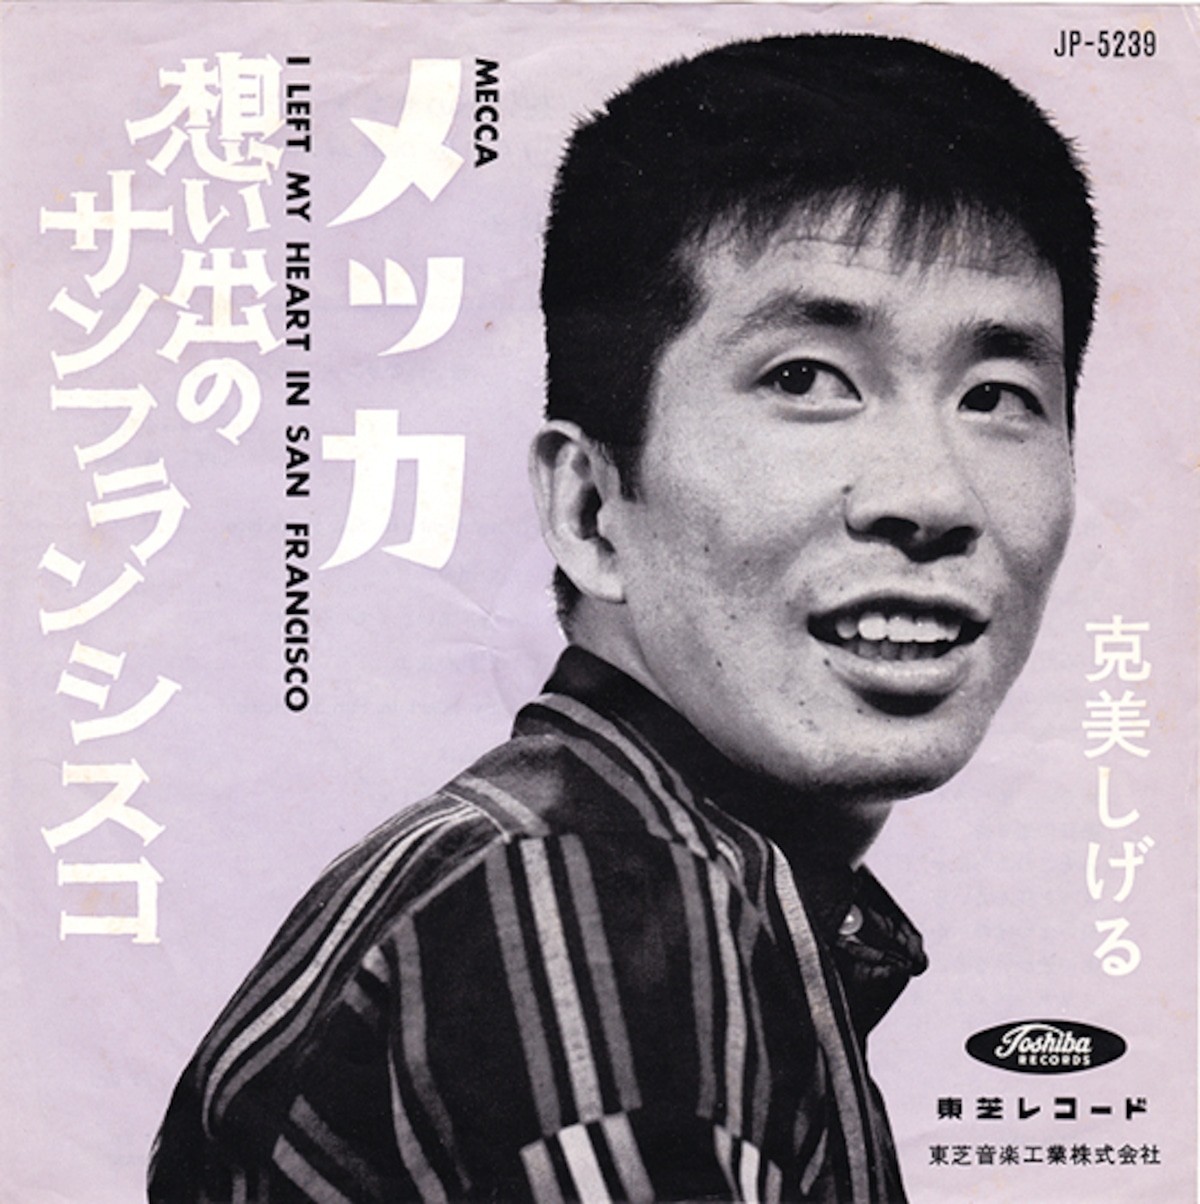 JP-5239
MECCA
メッカ
I LEFT MY HEART IN SAN FRANCISCO
想い出の
サンフランシスコ
克美しげる
Toshiba
RECORDS
東芝レコード
東芝音楽工業株式会社